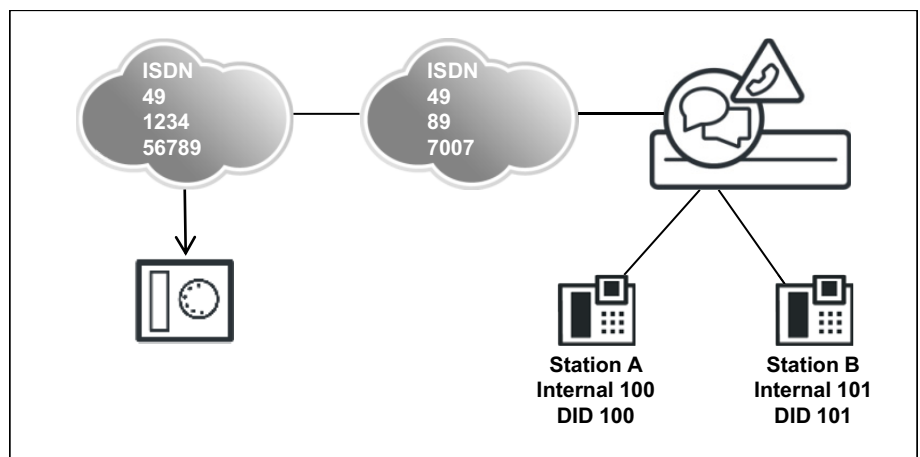 ISDN
49
1234
56789
ISDN
49
89
7007
Station A
Internal 100
DID 100
Station B
Internal 101
DID 101